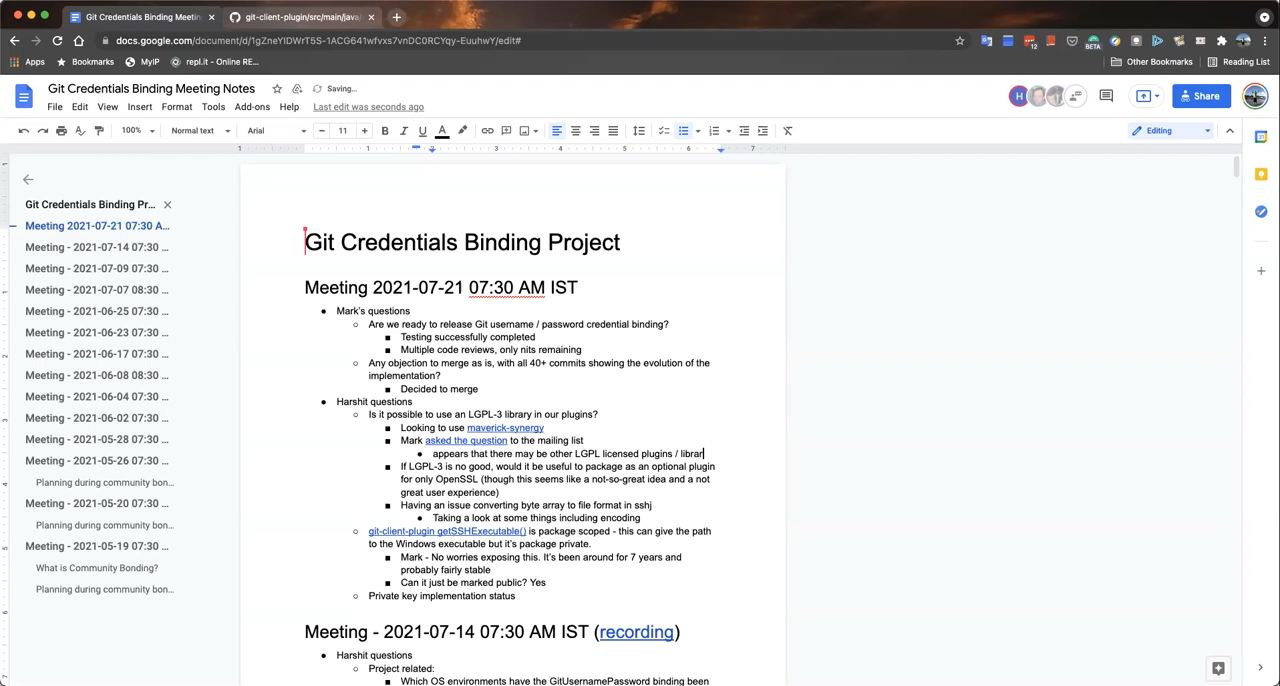 Git Credentials Binding Meetin
git-client-plugin/src/main/java/
docs.google.com/document/d/1gZneYIDWrT5S-1ACG641wfvxs7vnDC0RCYqy-EuuhwY/edit#
12
BETA
Apps
Bookmarks
MyIP
repl.it - Online RE...
Other Bookmarks
Reading List
Git Credentials Binding Meeting Notes
Saving...
File Edit View Insert Format Tools Add-ons Help
Last edit was seconds ago
H
Share
100%
Normal text
Arial
11
B I U A
Editing
1 1 2 3 4 5 6 7
Git Credentials Binding Pr...
Meeting 2021-07-21 07:30 A...
Meeting - 2021-07-14 07:30 ...
Meeting - 2021-07-09 07:30 ...
Meeting - 2021-07-07 08:30 ...
Meeting - 2021-06-25 07:30 ...
Meeting - 2021-06-23 07:30 ...
Meeting - 2021-06-17 07:30 ...
Meeting - 2021-06-08 08:30 ...
Meeting - 2021-06-04 07:30 ...
Meeting - 2021-06-02 07:30 ...
Meeting - 2021-05-28 07:30 ...
Meeting - 2021-05-26 07:30 ...
Planning during community bon...
Meeting - 2021-05-20 07:30 ...
Planning during community bon...
Meeting - 2021-05-19 07:30 ...
What is Community Bonding?
Planning during community bon...
Git Credentials Binding Project
Meeting 2021-07-21 07:30 AM IST
Mark's questions
Are we ready to release Git username / password credential binding?
Testing successfully completed
Multiple code reviews, only nits remaining
Any objection to merge as is, with all 40+ commits showing the evolution of the
implementation?
Decided to merge
Harshit questions
Is it possible to use an LGPL-3 library in our plugins?
Looking to use maverick-synergy
Mark asked the question to the mailing list
appears that there may be other LGPL licensed plugins / librar
If LGPL-3 is no good, would it be useful to package as an optional plugin
for only OpenSSL (though this seems like a not-so-great idea and a not
great user experience)
Having an issue converting byte array to file format in sshj
Taking a look at some things including encoding
git-client-plugin getSSHExecutable() is package scoped - this can give the path
to the Windows executable but it's package private.
Mark - No worries exposing this. It's been around for 7 years and
probably fairly stable
Can it just be marked public? Yes
Private key implementation status
Meeting - 2021-07-14 07:30 AM IST (recording)
Harshit questions
Project related:
Which OS environments have the GitUsernamePassword binding been